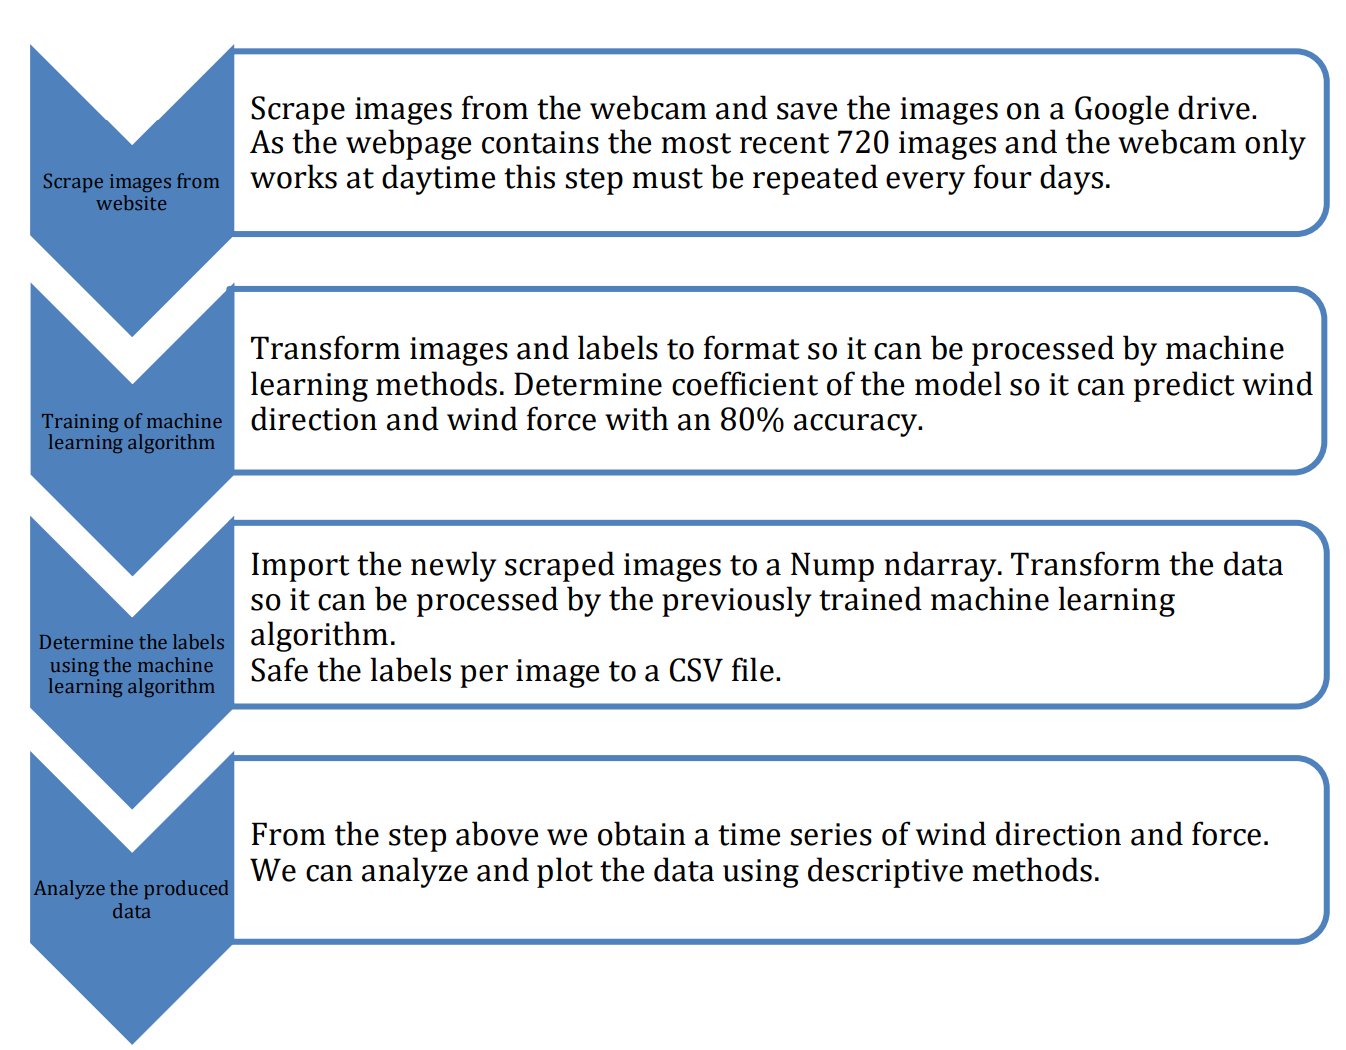 Scrape images from
website
Scrape images from the webcam and save the images on a Google drive.
As the webpage contains the most recent 720 images and the webcam only
works at daytime this step must be repeated every four days.
Training of machine
learning algorithm
Transform images and labels to format so it can be processed by machine
learning methods. Determine coefficient of the model so it can predict wind
direction and wind force with an 80% accuracy.
Determine the labels
using the machine
learning algorithm
Import the newly scraped images to a Nump ndarray. Transform the data
so it can be processed by the previously trained machine learning
algorithm.
Safe the labels per image to a CSV file.
Analyze the produced
data
From the step above we obtain a time series of wind direction and force.
We can analyze and plot the data using descriptive methods.